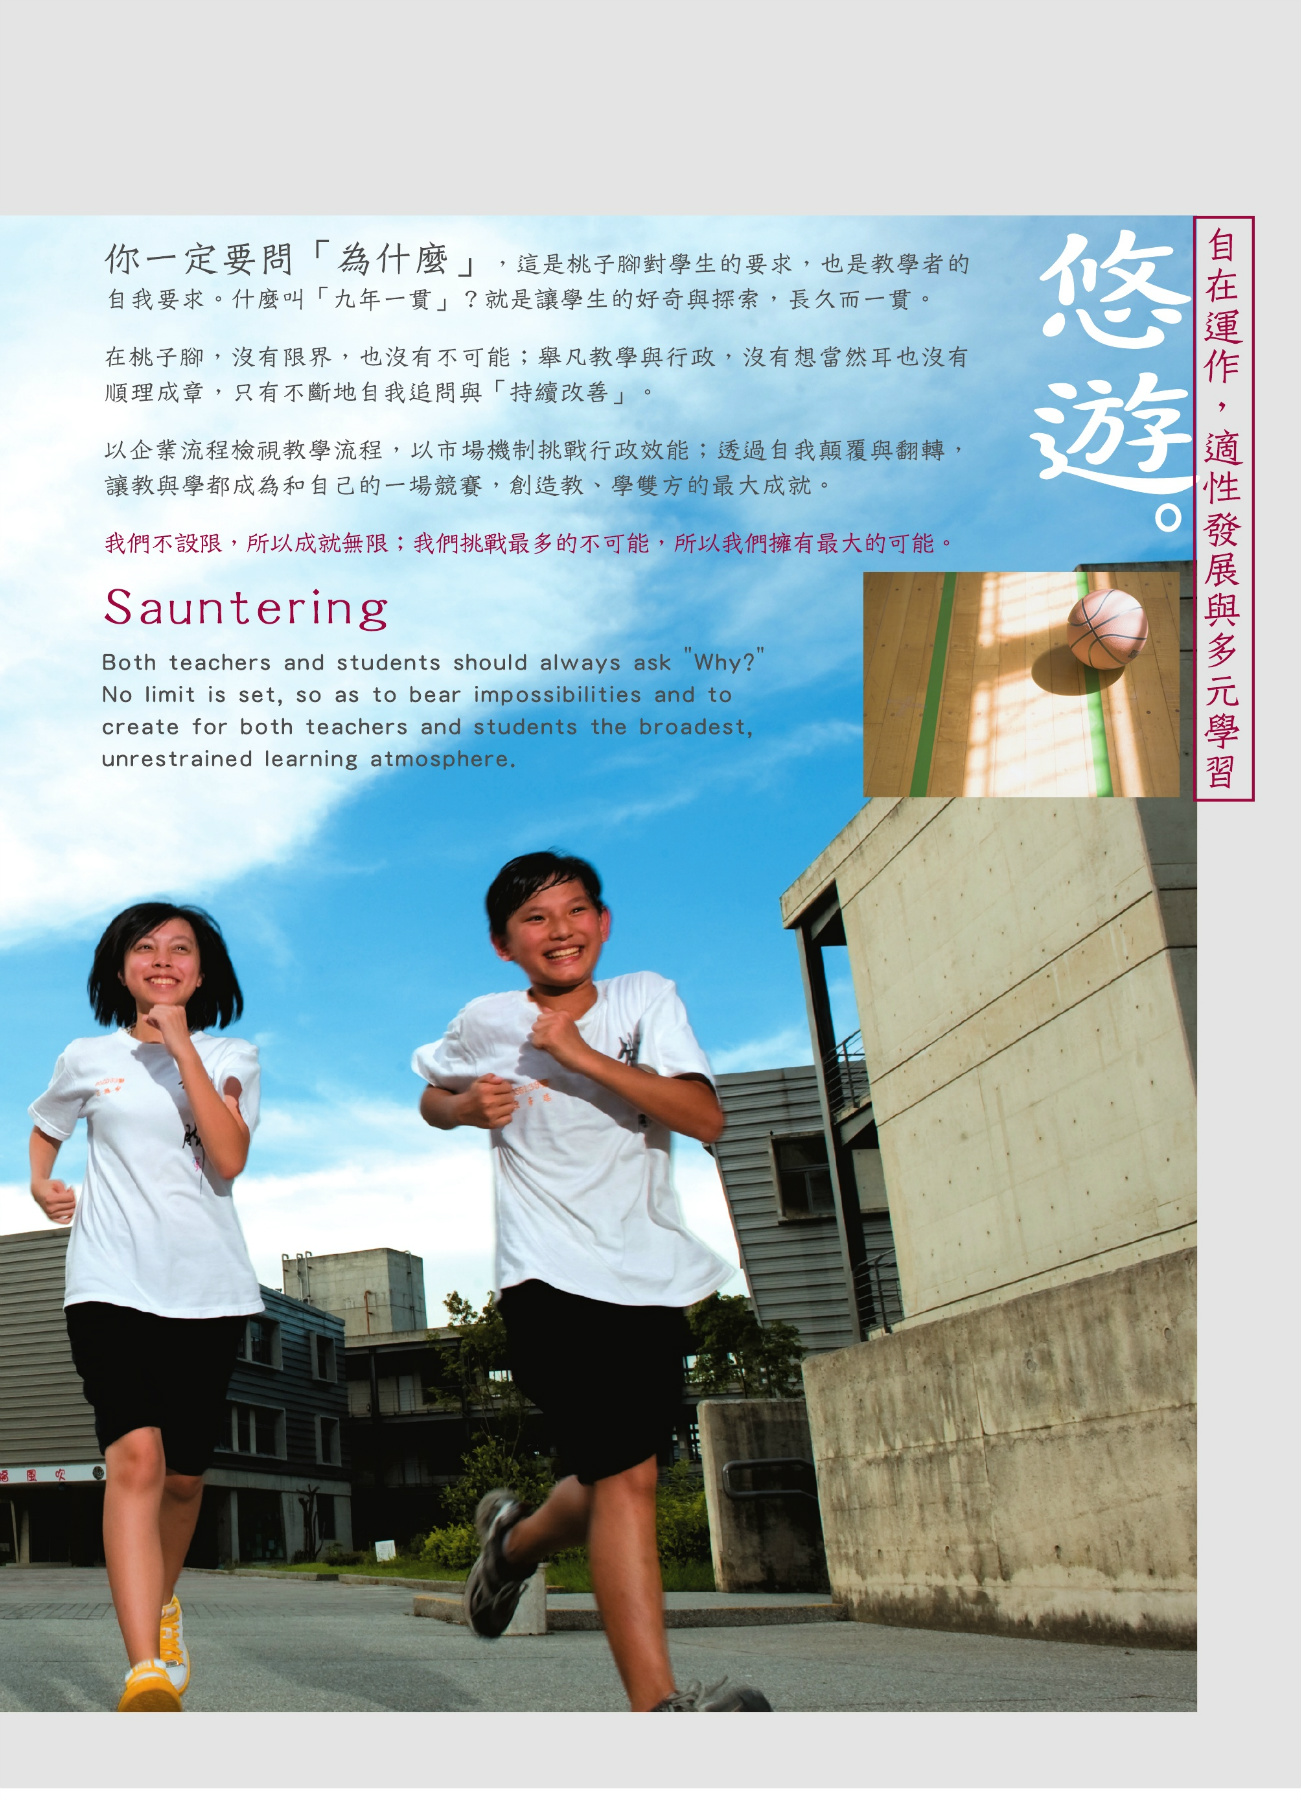 自在運作，適性發展與多元學習
悠遊。
你一定要問「為什麼」，這是桃子腳對學生的要求，也是教學者的
自我要求。什麼叫「九年一貫」？就是讓學生的好奇與探索，長久而一貫。
在桃子腳，沒有限界，也沒有不可能；舉凡教學與行政，沒有想當然耳也沒有
順理成章，只有不斷地自我追問與「持續改善」。
以企業流程檢視教學流程，以市場機制挑戰行政效能；透過自我顛覆與翻轉，
讓教與學都成為和自己的一場競賽，創造教、學雙方的最大成就。
我們不設限，所以成就無限；我們挑戰最多的不可能，所以我們擁有最大的可能。
Sauntering
Both teachers and students should always ask "Why?"
No limit is set, so as to bear impossibilities and to
create for both teachers and students the broadest,
unrestrained learning atmosphere.